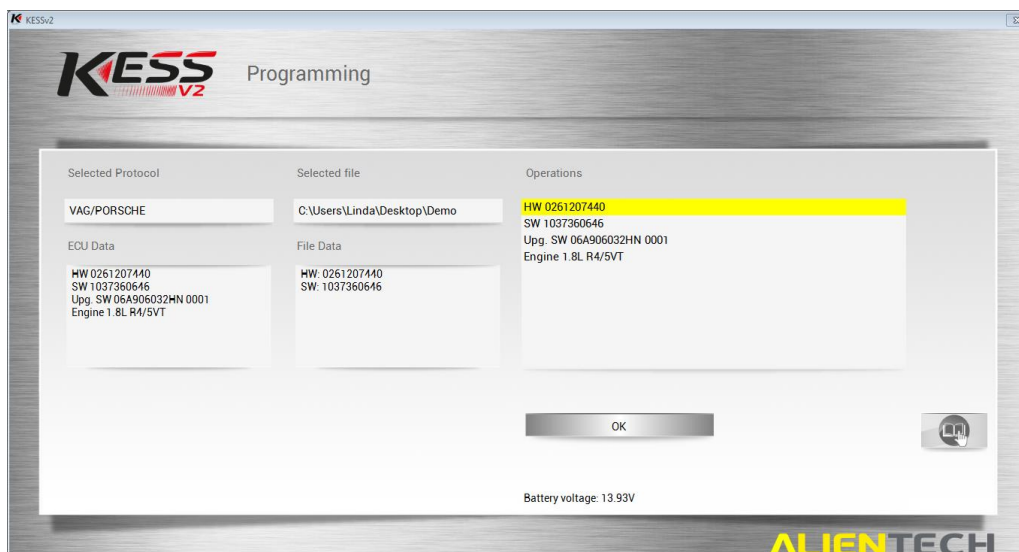 KESSv2
KESS V2
Programming
Selected Protocol
VAG/PORSCHE
ECU Data
HW 0261207440
SW 1037360646
Upg. SW 06A906032HN 0001
Engine 1.8L R4/5VT
Selected file
C:\Users\Linda\Desktop\Demo
File Data
HW: 0261207440
SW: 1037360646
Operations
HW 0261207440
SW 1037360646
Upg. SW 06A906032HN 0001
Engine 1.8L R4/5VT
OK
Battery voltage: 13.93V
ALIENTECH